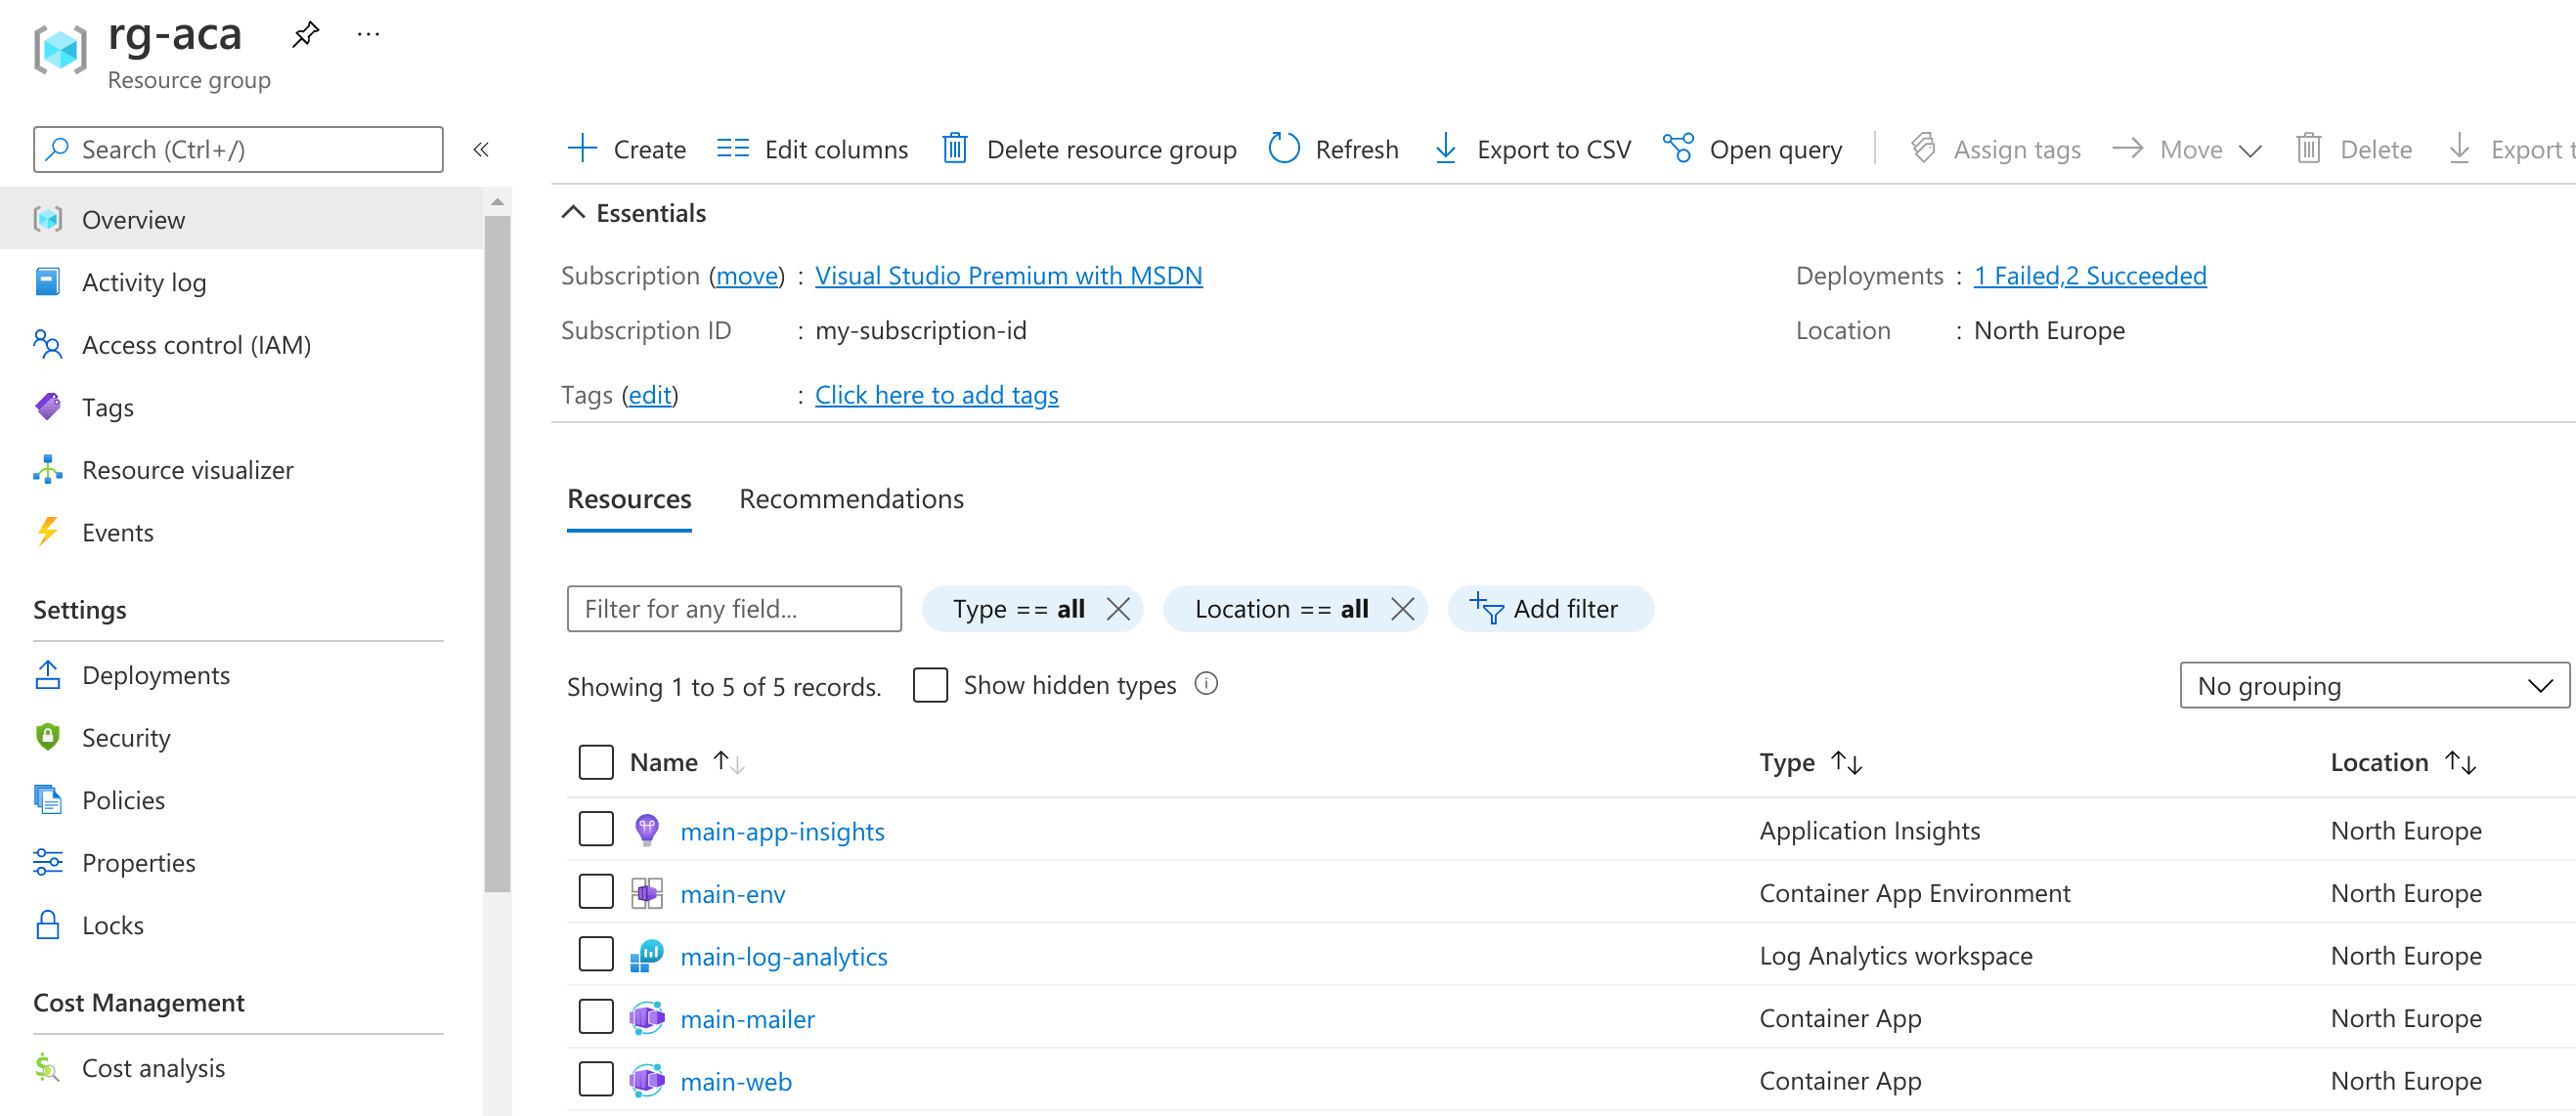 rg-aca ...
Resource group
Search (Ctrl+/)
«
Create
Edit columns
Delete resource group
Refresh
Export to CSV
Open query
Assign tags
Move
Delete
Export t
Overview
Activity log
Access control (IAM)
Tags
Resource visualizer
Events
Settings
Deployments
Security
Policies
Properties
Locks
Cost Management
Cost analysis
Essentials
Subscription (move) : Visual Studio Premium with MSDN
Subscription ID : my-subscription-id
Tags (edit) : Click here to add tags
Deployments : 1 Failed,2 Succeeded
Location : North Europe
Resources Recommendations
Filter for any field...
Type == all
Location == all
Add filter
Showing 1 to 5 of 5 records.
Show hidden types
No grouping
Name Type Location
main-app-insights Application Insights North Europe
main-env Container App Environment North Europe
main-log-analytics Log Analytics workspace North Europe
main-mailer Container App North Europe
main-web Container App North Europe